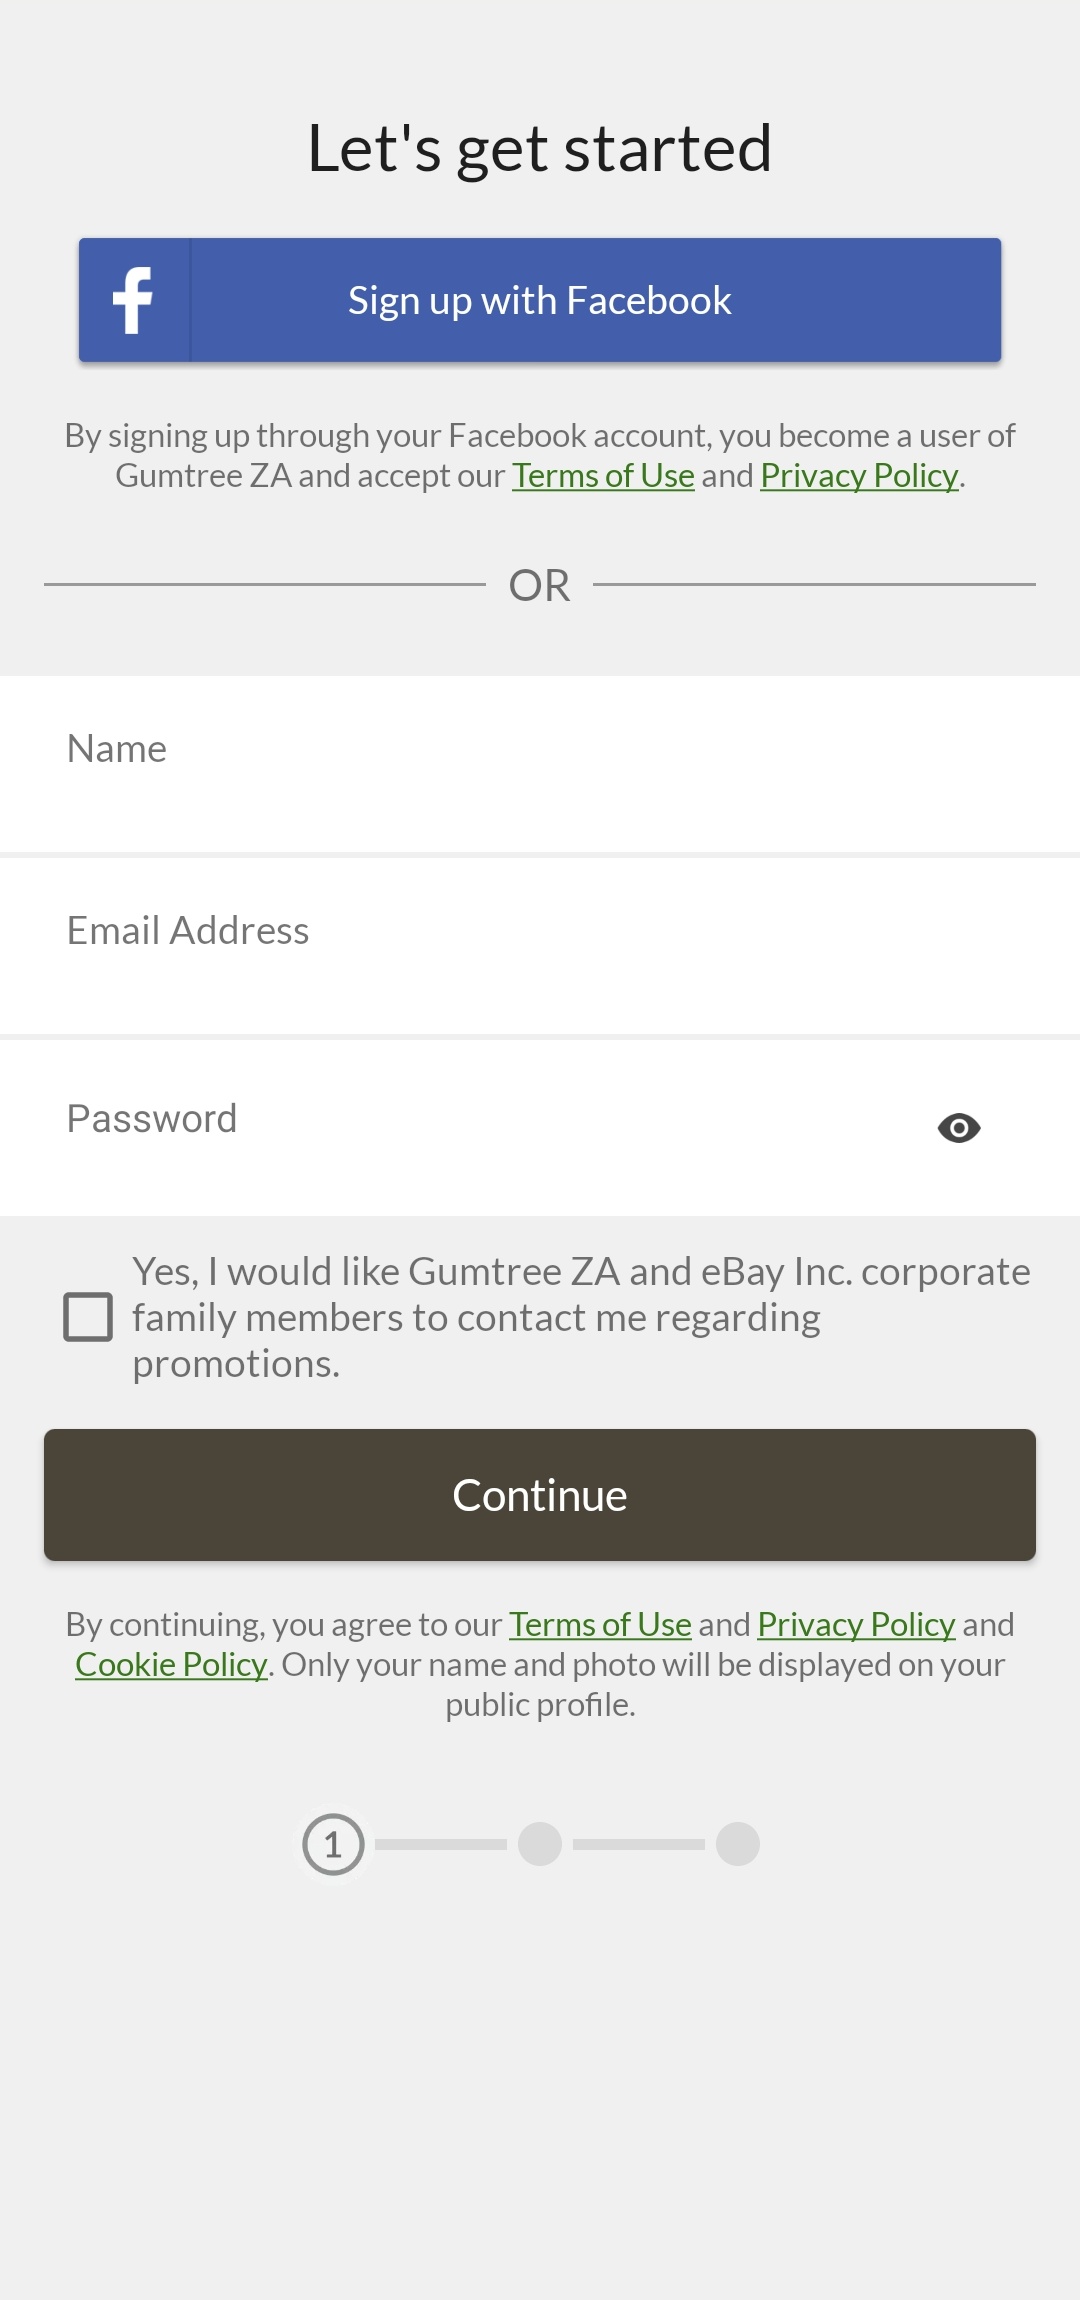 Let's get started
Sign up with Facebook
By signing up through your Facebook account, you become a user of
Gumtree ZA and accept our Terms of Use and Privacy Policy.
OR
Name
Email Address
Password
Yes, I would like Gumtree ZA and eBay Inc. corporate
family members to contact me regarding
promotions.
Continue
By continuing, you agree to our Terms of Use and Privacy Policy and
Cookie Policy. Only your name and photo will be displayed on your
public profile.
1